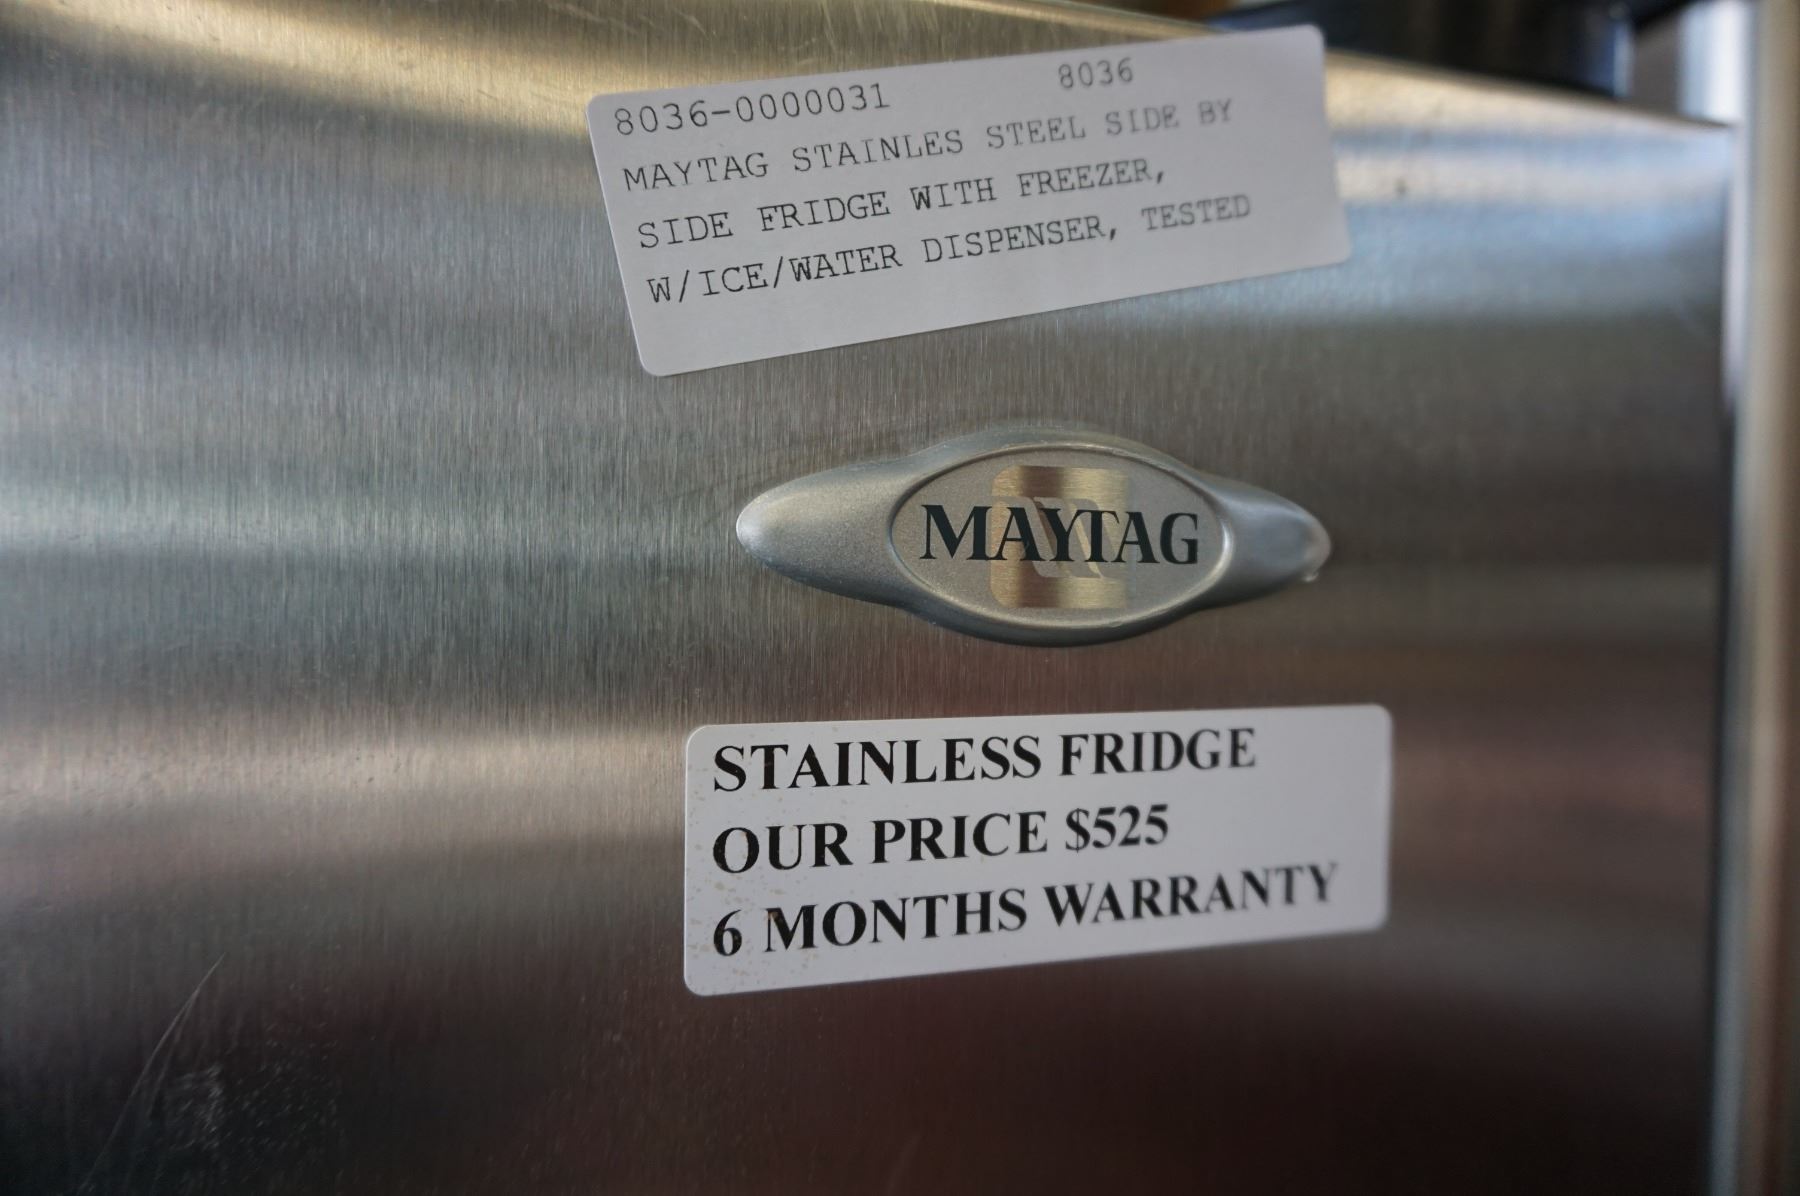 8036-0000031 8036
MAYTAG STAINLES STEEL SIDE BY
SIDE FRIDGE WITH FREEZER,
W/ICE/WATER DISPENSER, TESTED
MAYTAG
STAINLESS FRIDGE
OUR PRICE $525
6 MONTHS WARRANTY